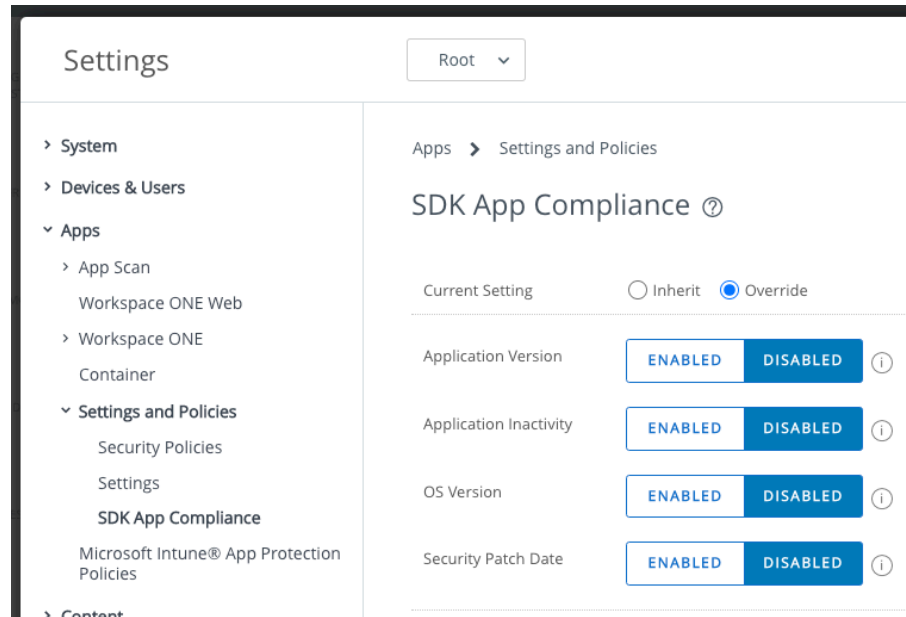 Settings
Root
System
Devices & Users
Apps
App Scan
Workspace ONE Web
Workspace ONE
Container
Settings and Policies
Security Policies
Settings
SDK App Compliance
Microsoft Intune® App Protection
Policies
Content
Apps > Settings and Policies
SDK App Compliance ?
Current Setting Inherit Override
Application Version ENABLED DISABLED i
Application Inactivity ENABLED DISABLED i
OS Version ENABLED DISABLED i
Security Patch Date ENABLED DISABLED i